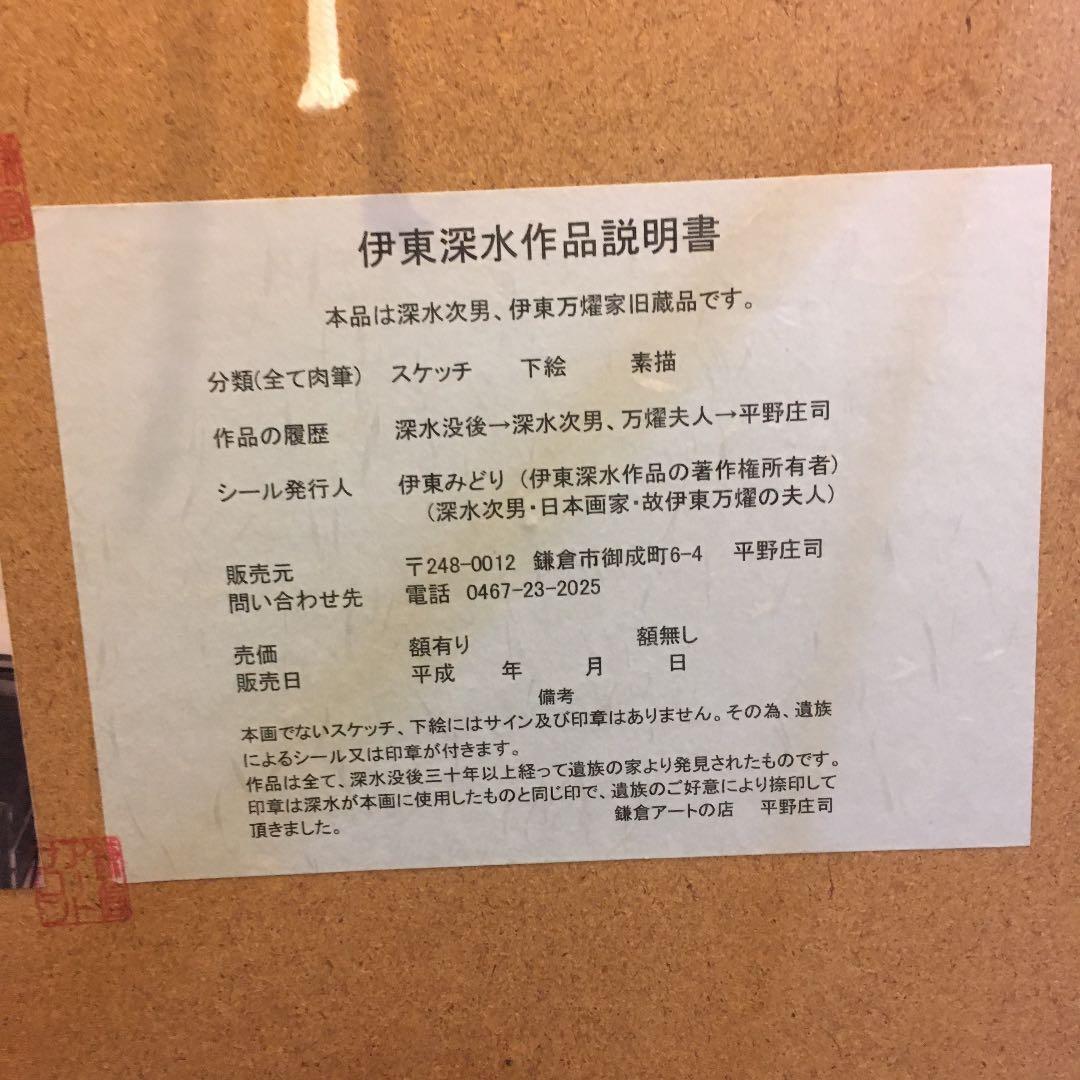 伊東深水作品説明書
本品は深水次男、伊東万燿家旧蔵品です。
分類(全て肉筆) スケッチ 下絵 素描
作品の履歴 深水没後→深水次男、万燿夫人→平野庄司
シール発行人 伊東みどり (伊東深水作品の著作権所有者)
(深水次男・日本画家・故伊東万燿の夫人)
販売元 〒248-0012 鎌倉市御成町6-4 平野庄司
問い合わせ先 電話 0467-23-2025
売価 額有り 額無し
販売日 平成 年 月 日
備考
本画でないスケッチ、下絵にはサイン及び印章はありません。その為、遺族
によるシール又は印章が付きます。
作品は全て、深水没後三十年以上経って遺族の家より発見されたものです。
印章は深水が本画に使用したものと同じ印で、遺族のご好意により捺印して
頂きました。 鎌倉アートの店 平野庄司